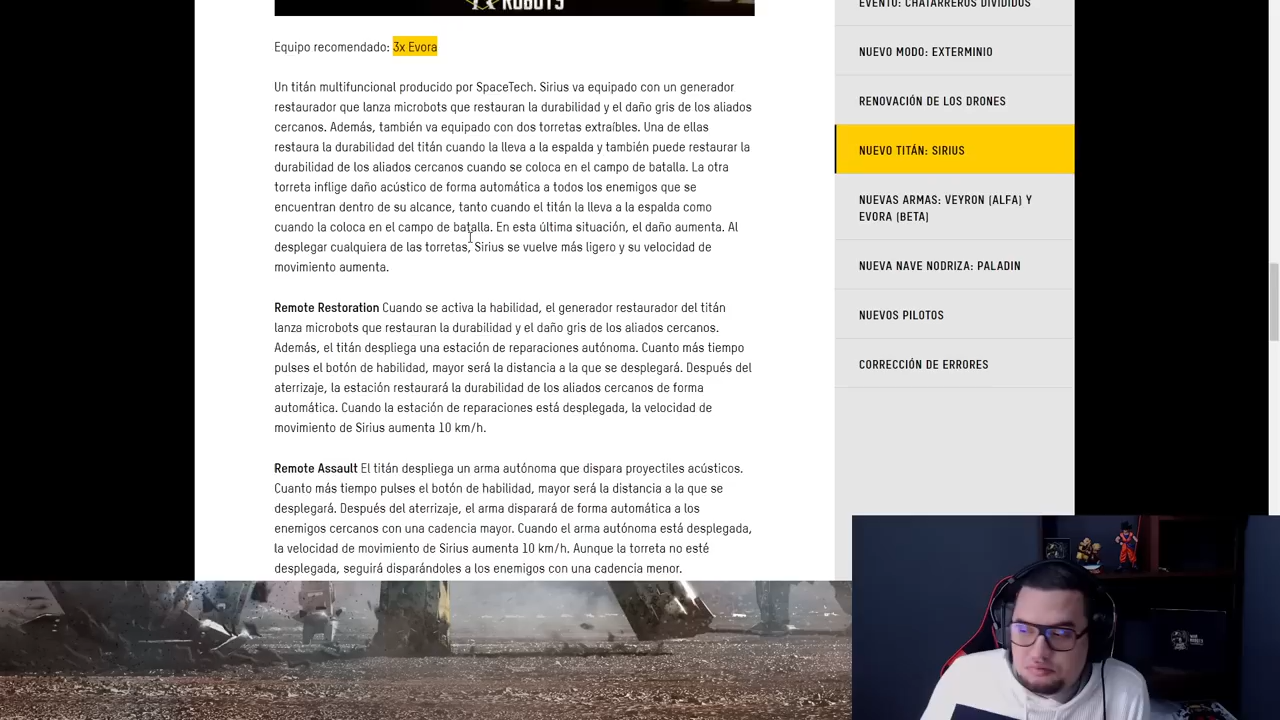 ROBOTS
Equipo recomendado: 3x Evora
Un titán multifuncional producido por SpaceTech. Sirius va equipado con un generador
restaurador que lanza microbots que restauran la durabilidad y el daño gris de los aliados
cercanos. Además, también va equipado con dos torretas extraíbles. Una de ellas
restaura la durabilidad del titán cuando la lleva a la espalda y también puede restaurar la
durabilidad de los aliados cercanos cuando se coloca en el campo de batalla. La otra
torreta inflige daño acústico de forma automática a todos los enemigos que se
encuentran dentro de su alcance, tanto cuando el titán la lleva a la espalda como
cuando la coloca en el campo de batalla. En esta última situación, el daño aumenta. Al
desplegar cualquiera de las torretas, Sirius se vuelve más ligero y su velocidad de
movimiento aumenta.
Remote Restoration Cuando se activa la habilidad, el generador restaurador del titán
lanza microbots que restauran la durabilidad y el daño gris de los aliados cercanos.
Además, el titán despliega una estación de reparaciones autónoma. Cuanto más tiempo
pulses el botón de habilidad, mayor será la distancia a la que se desplegará. Después del
aterrizaje, la estación restaurará la durabilidad de los aliados cercanos de forma
automática. Cuando la estación de reparaciones está desplegada, la velocidad de
movimiento de Sirius aumenta 10 km/h.
Remote Assault El titán despliega un arma autónoma que dispara proyectiles acústicos.
Cuanto más tiempo pulses el botón de habilidad, mayor será la distancia a la que se
desplegará. Después del aterrizaje, el arma disparará de forma automática a los
enemigos cercanos con una cadencia mayor. Cuando el arma autónoma está desplegada,
la velocidad de movimiento de Sirius aumenta 10 km/h. Aunque la torreta no esté
desplegada, seguirá disparándoles a los enemigos con una cadencia menor.
EVENTO: CHATARREROS DIVIDIDOS
NUEVO MODO: EXTERMINIO
RENOVACIÓN DE LOS DRONES
NUEVO TITÁN: SIRIUS
NUEVAS ARMAS: VEYRON (ALFA) Y
EVORA (BETA)
NUEVA NAVE NODRIZA: PALADIN
NUEVOS PILOTOS
CORRECCIÓN DE ERRORES